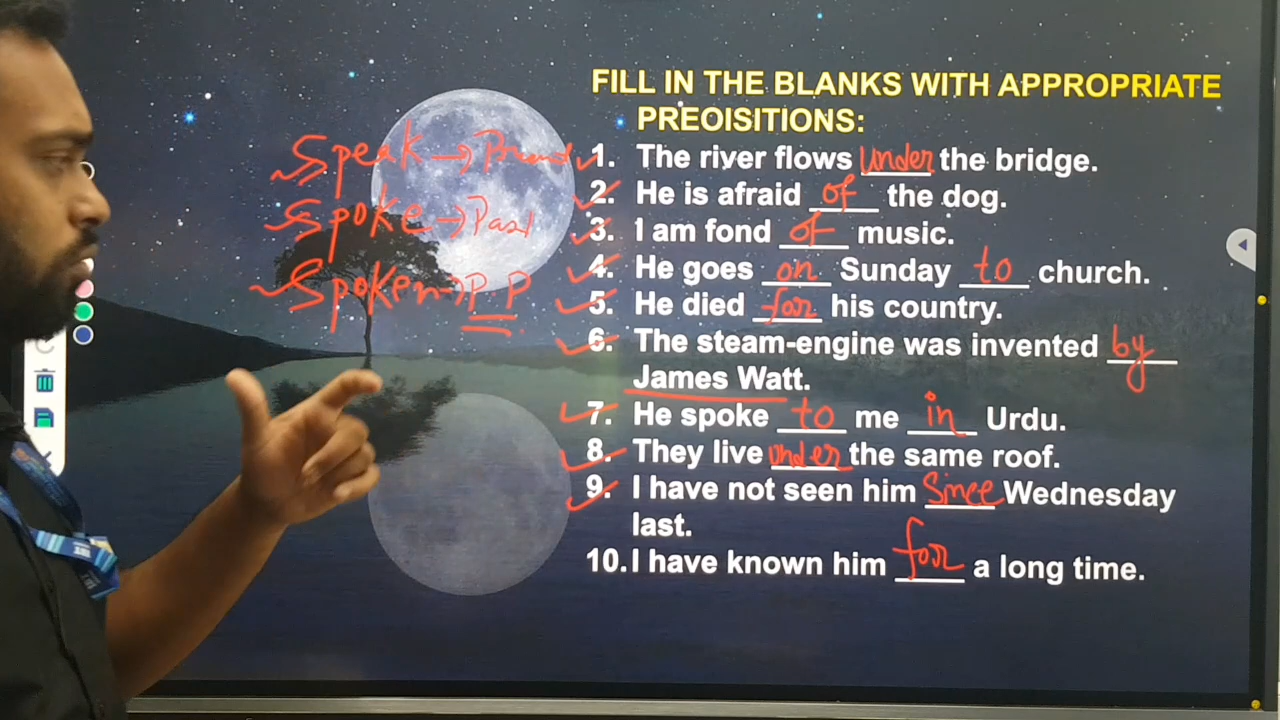 FILL IN THE BLANKS WITH APPROPRIATE
PREOISITIONS:
Speak → Present
Spoke → Past
Spoken → P.P
1. The river flows under the bridge.
2. He is afraid of the dog.
3. I am fond of music.
4. He goes on Sunday to church.
5. He died for his country.
6. The steam-engine was invented by
James Watt.
7. He spoke to me in Urdu.
8. They live under the same roof.
9. I have not seen him Since Wednesday
last.
10. I have known him for a long time.